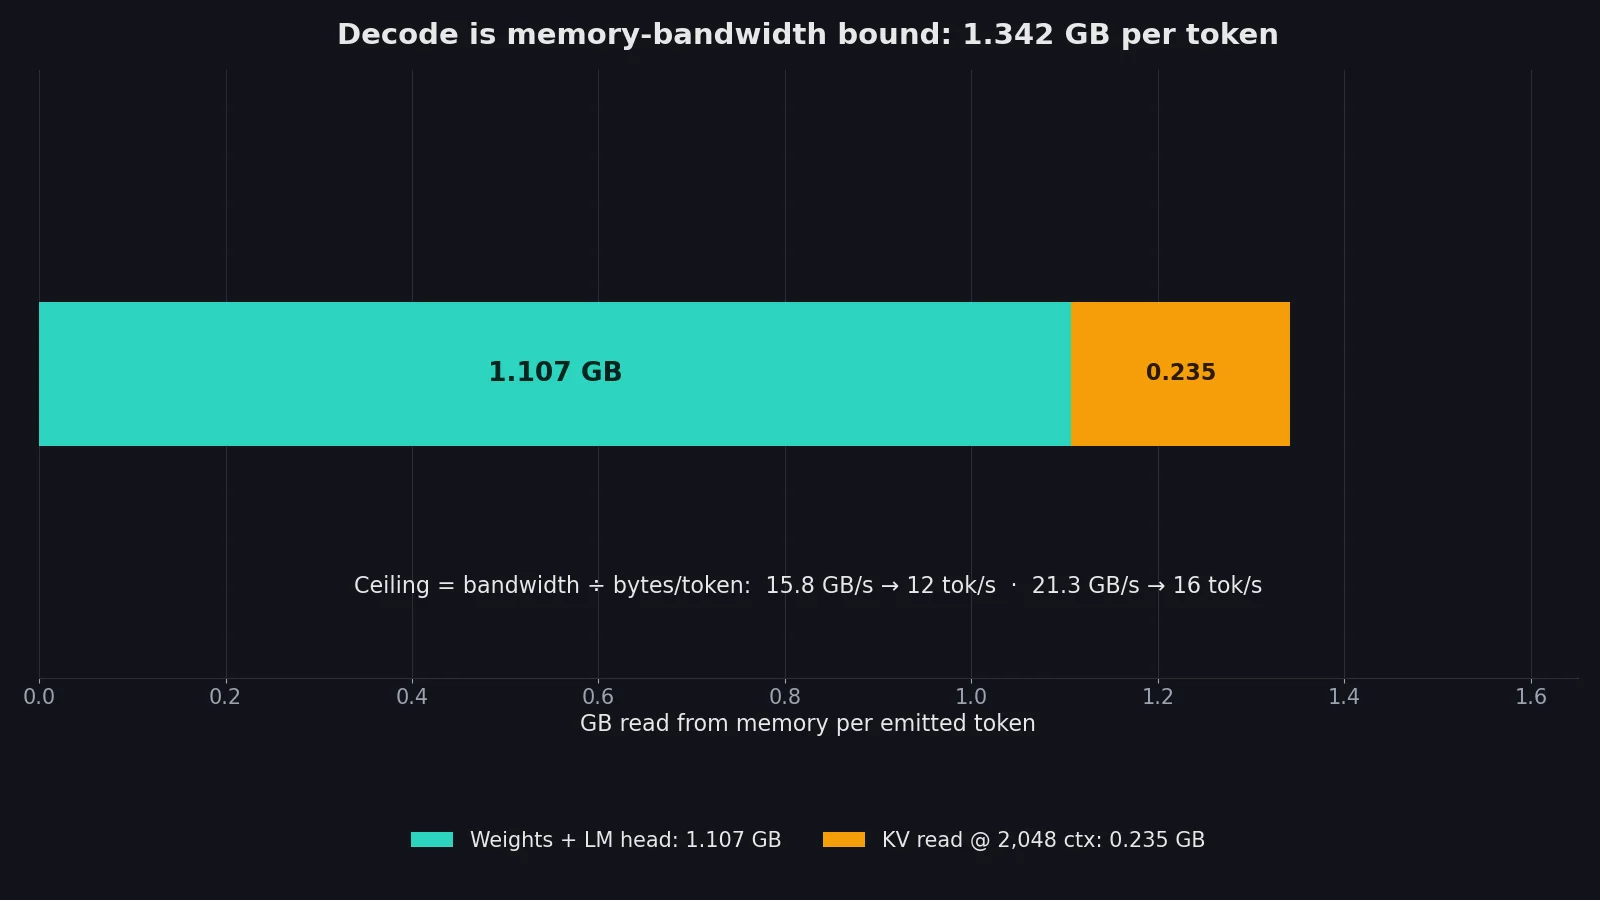 Decode is memory-bandwidth bound: 1.342 GB per token
1.107 GB
0.235
Ceiling = bandwidth ÷ bytes/token: 15.8 GB/s → 12 tok/s · 21.3 GB/s → 16 tok/s
0.0 0.2 0.4 0.6 0.8 1.0 1.2 1.4 1.6
GB read from memory per emitted token
Weights + LM head: 1.107 GB
KV read @ 2,048 ctx: 0.235 GB